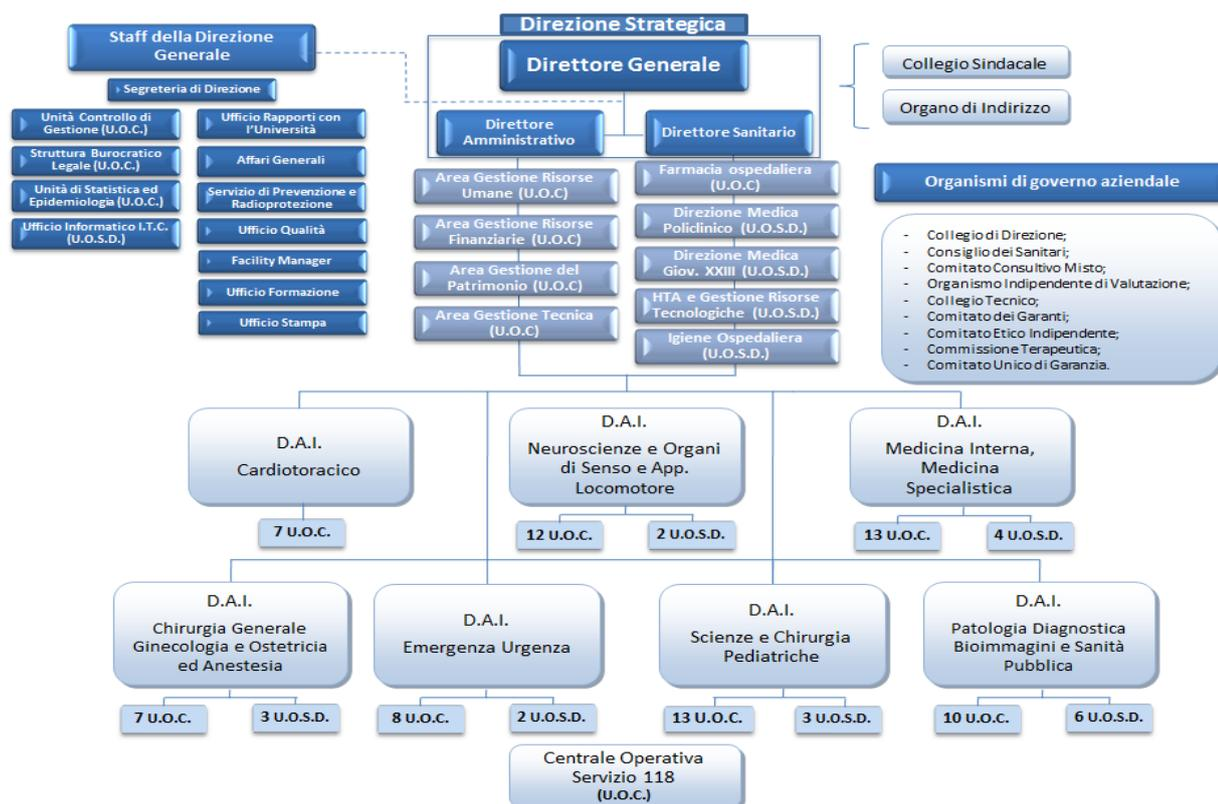 Direzione Strategica
Staff della Direzione
Generale
Direttore Generale
Collegio Sindacale
Organo di Indirizzo
Segreteria di Direzione
Unità Controllo di
Gestione (U.O.C.)
Struttura Burocratico
Legale (U.O.C.)
Unità di Statistica ed
Epidemiologia (U.O.C.)
Ufficio Informatico I.T.C.
(U.O.S.D.)
Ufficio Rapporti con
l'Università
Affari Generali
Servizio di Prevenzione e
Radioprotezione
Ufficio Qualità
Facility Manager
Ufficio Formazione
Ufficio Stampa
Direttore
Amministrativo
Direttore Sanitario
Area Gestione Risorse
Umane (U.O.C)
Area Gestione Risorse
Finanziarie (U.O.C)
Area Gestione del
Patrimonio (U.O.C)
Area Gestione Tecnica
(U.O.C)
Farmacia ospedaliera
(U.O.C)
Direzione Medica
Policlinico (U.O.S.D.)
Direzione Medica
Giov. XXIII (U.O.S.D.)
HTA e Gestione Risorse
Tecnologiche (U.O.S.D.)
Igiene Ospedaliera
(U.O.S.D.)
Organismi di governo aziendale
- Collegio di Direzione;
- Consiglio dei Sanitari;
- Comitato Consultivo Misto;
- Organismo Indipendente di Valutazione;
- Collegio Tecnico;
- Comitato dei Garanti;
- Comitato Etico Indipendente;
- Commissione Terapeutica;
- Comitato Unico di Garanzia.
D.A.I.
Cardiotoracico
7 U.O.C.
D.A.I.
Neuroscienze e Organi
di Senso e App.
Locomotore
12 U.O.C.
2 U.O.S.D.
D.A.I.
Medicina Interna,
Medicina
Specialistica
13 U.O.C.
4 U.O.S.D.
D.A.I.
Chirurgia Generale
Ginecologia e Ostetricia
ed Anestesia
7 U.O.C.
3 U.O.S.D.
D.A.I.
Emergenza Urgenza
8 U.O.C.
2 U.O.S.D.
D.A.I.
Scienze e Chirurgia
Pediatriche
13 U.O.C.
3 U.O.S.D.
D.A.I.
Patologia Diagnostica
Bioimmagini e Sanità
Pubblica
10 U.O.C.
6 U.O.S.D.
Centrale Operativa
Servizio 118
(U.O.C.)